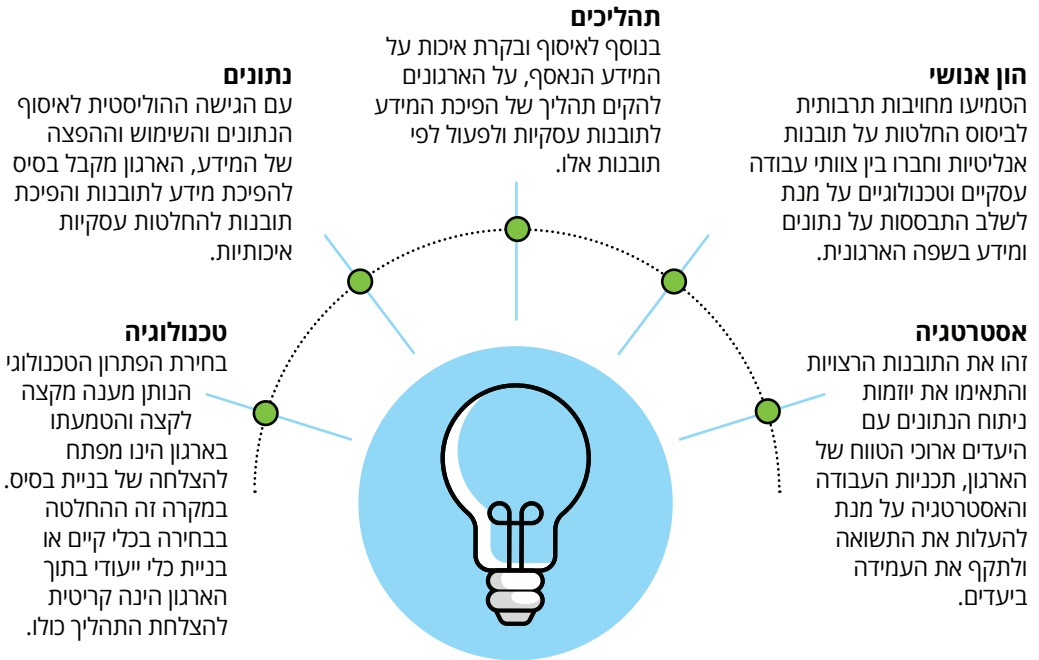 אסטרטגיה
זהו את התובנות הרצויות
והתאימו את יוזמות
ניתוח הנתונים עם
היעדים ארוכי הטווח של
הארגון, תכניות העבודה
והאסטרטגיה על מנת
להעלות את התשואה
ולתקף את העמידה
ביעדים.
הון אנושי
הטמיעו מחויבות תרבותית
לביסוס החלטות על תובנות
אנליטיות וחברו בין צוותי עבודה
עסקיים וטכנולוגיים על מנת
לשלב התבססות על נתונים
ומידע בשפה הארגונית.
תהליכים
בנוסף לאיסוף ובקרת איכות על
המידע הנאסף, על הארגונים
להקים תהליך של הפיכת המידע
לתובנות עסקיות ולפעול לפי
תובנות אלו.
נתונים
עם הגישה ההוליסטית לאיסוף
הנתונים והשימוש וההפצה
של המידע, הארגון מקבל בסיס
להפיכת מידע לתובנות והפיכת
תובנות להחלטות עסקיות
איכותיות.
טכנולוגיה
בחירת הפתרון הטכנולוגי
הנותן מענה מקצה
לקצה והטמעתו
בארגון הינו מפתח
להצלחה של בניית בסיס.
במקרה זה ההחלטה
בבחירה בכלי קיים או
בניית כלי ייעודי בתוך
הארגון הינה קריטית
להצלחת התהליך כולו.